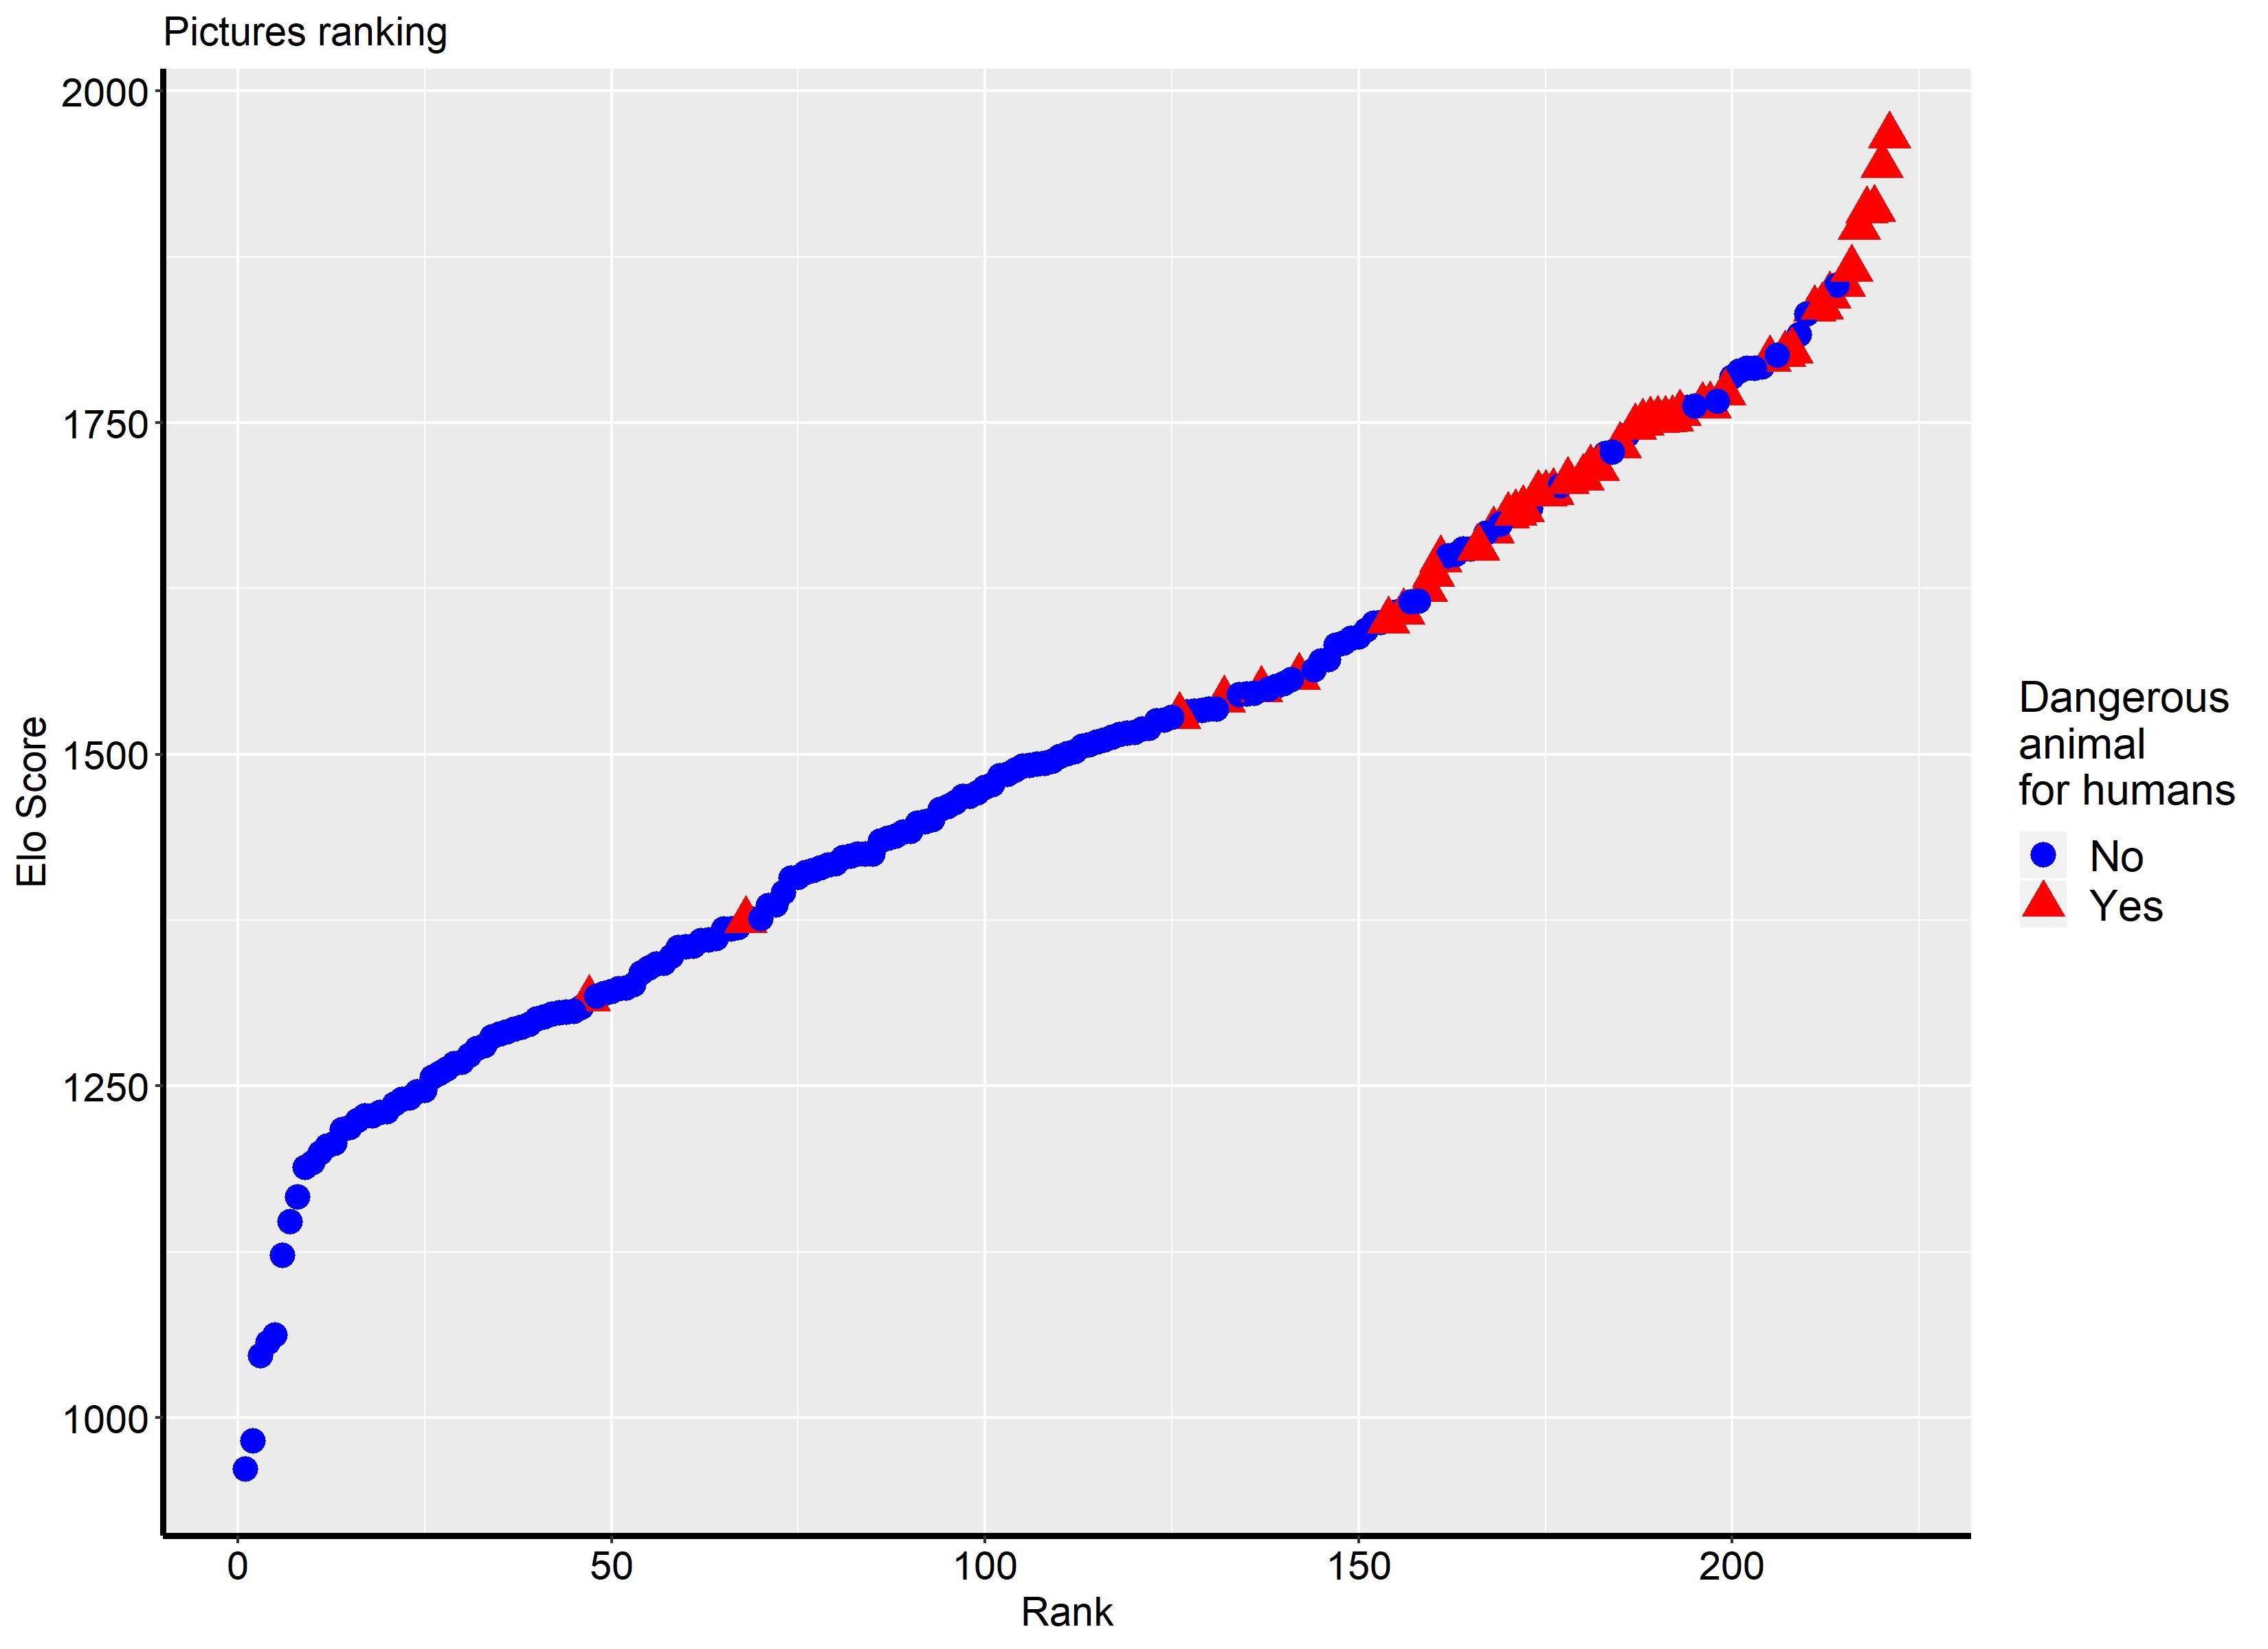 Pictures ranking
2000
1750
1500
1250
1000
Elo Score
0 50 100 150 200
Rank
Dangerous
animal
for humans
No
Yes